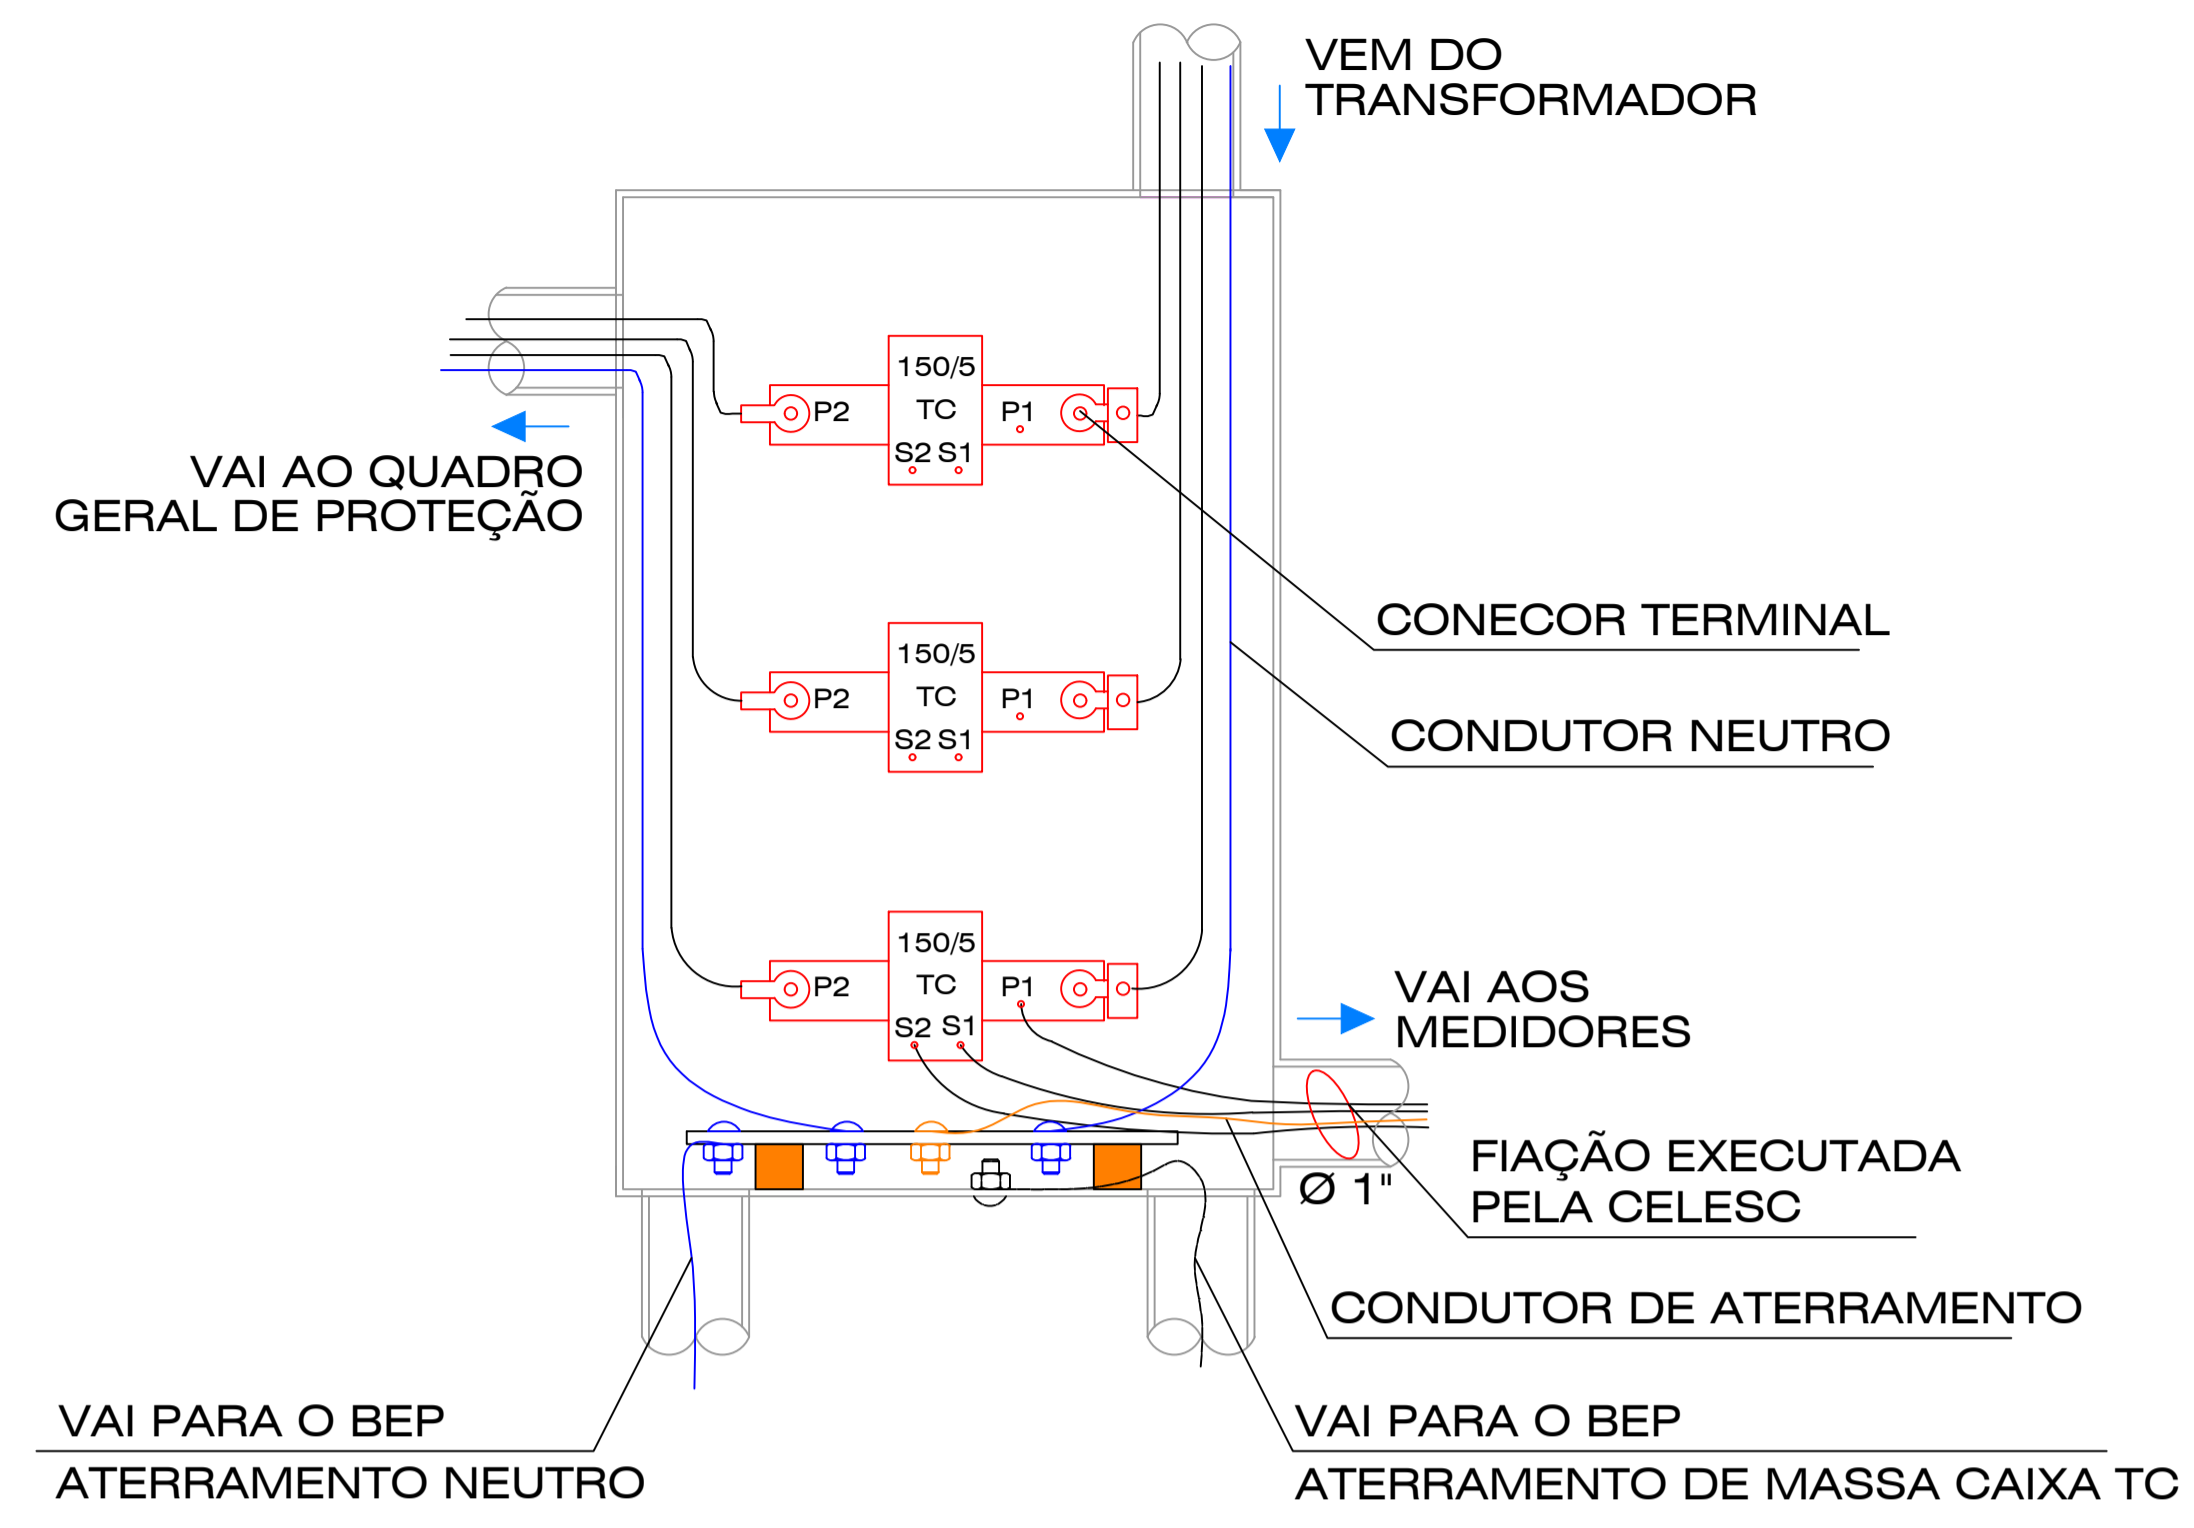 VEM DO
TRANSFORMADOR
VAI AO QUADRO
GERAL DE PROTEÇÃO
150/5
P2 TC P1
S2 S1
CONECOR TERMINAL
150/5
P2 TC P1
S2 S1
CONDUTOR NEUTRO
150/5
P2 TC P1
S2 S1
VAI AOS
MEDIDORES
FIAÇÃO EXECUTADA
PELA CELESC
Ø 1"
CONDUTOR DE ATERRAMENTO
VAI PARA O BEP
ATERRAMENTO NEUTRO
VAI PARA O BEP
ATERRAMENTO DE MASSA CAIXA TC